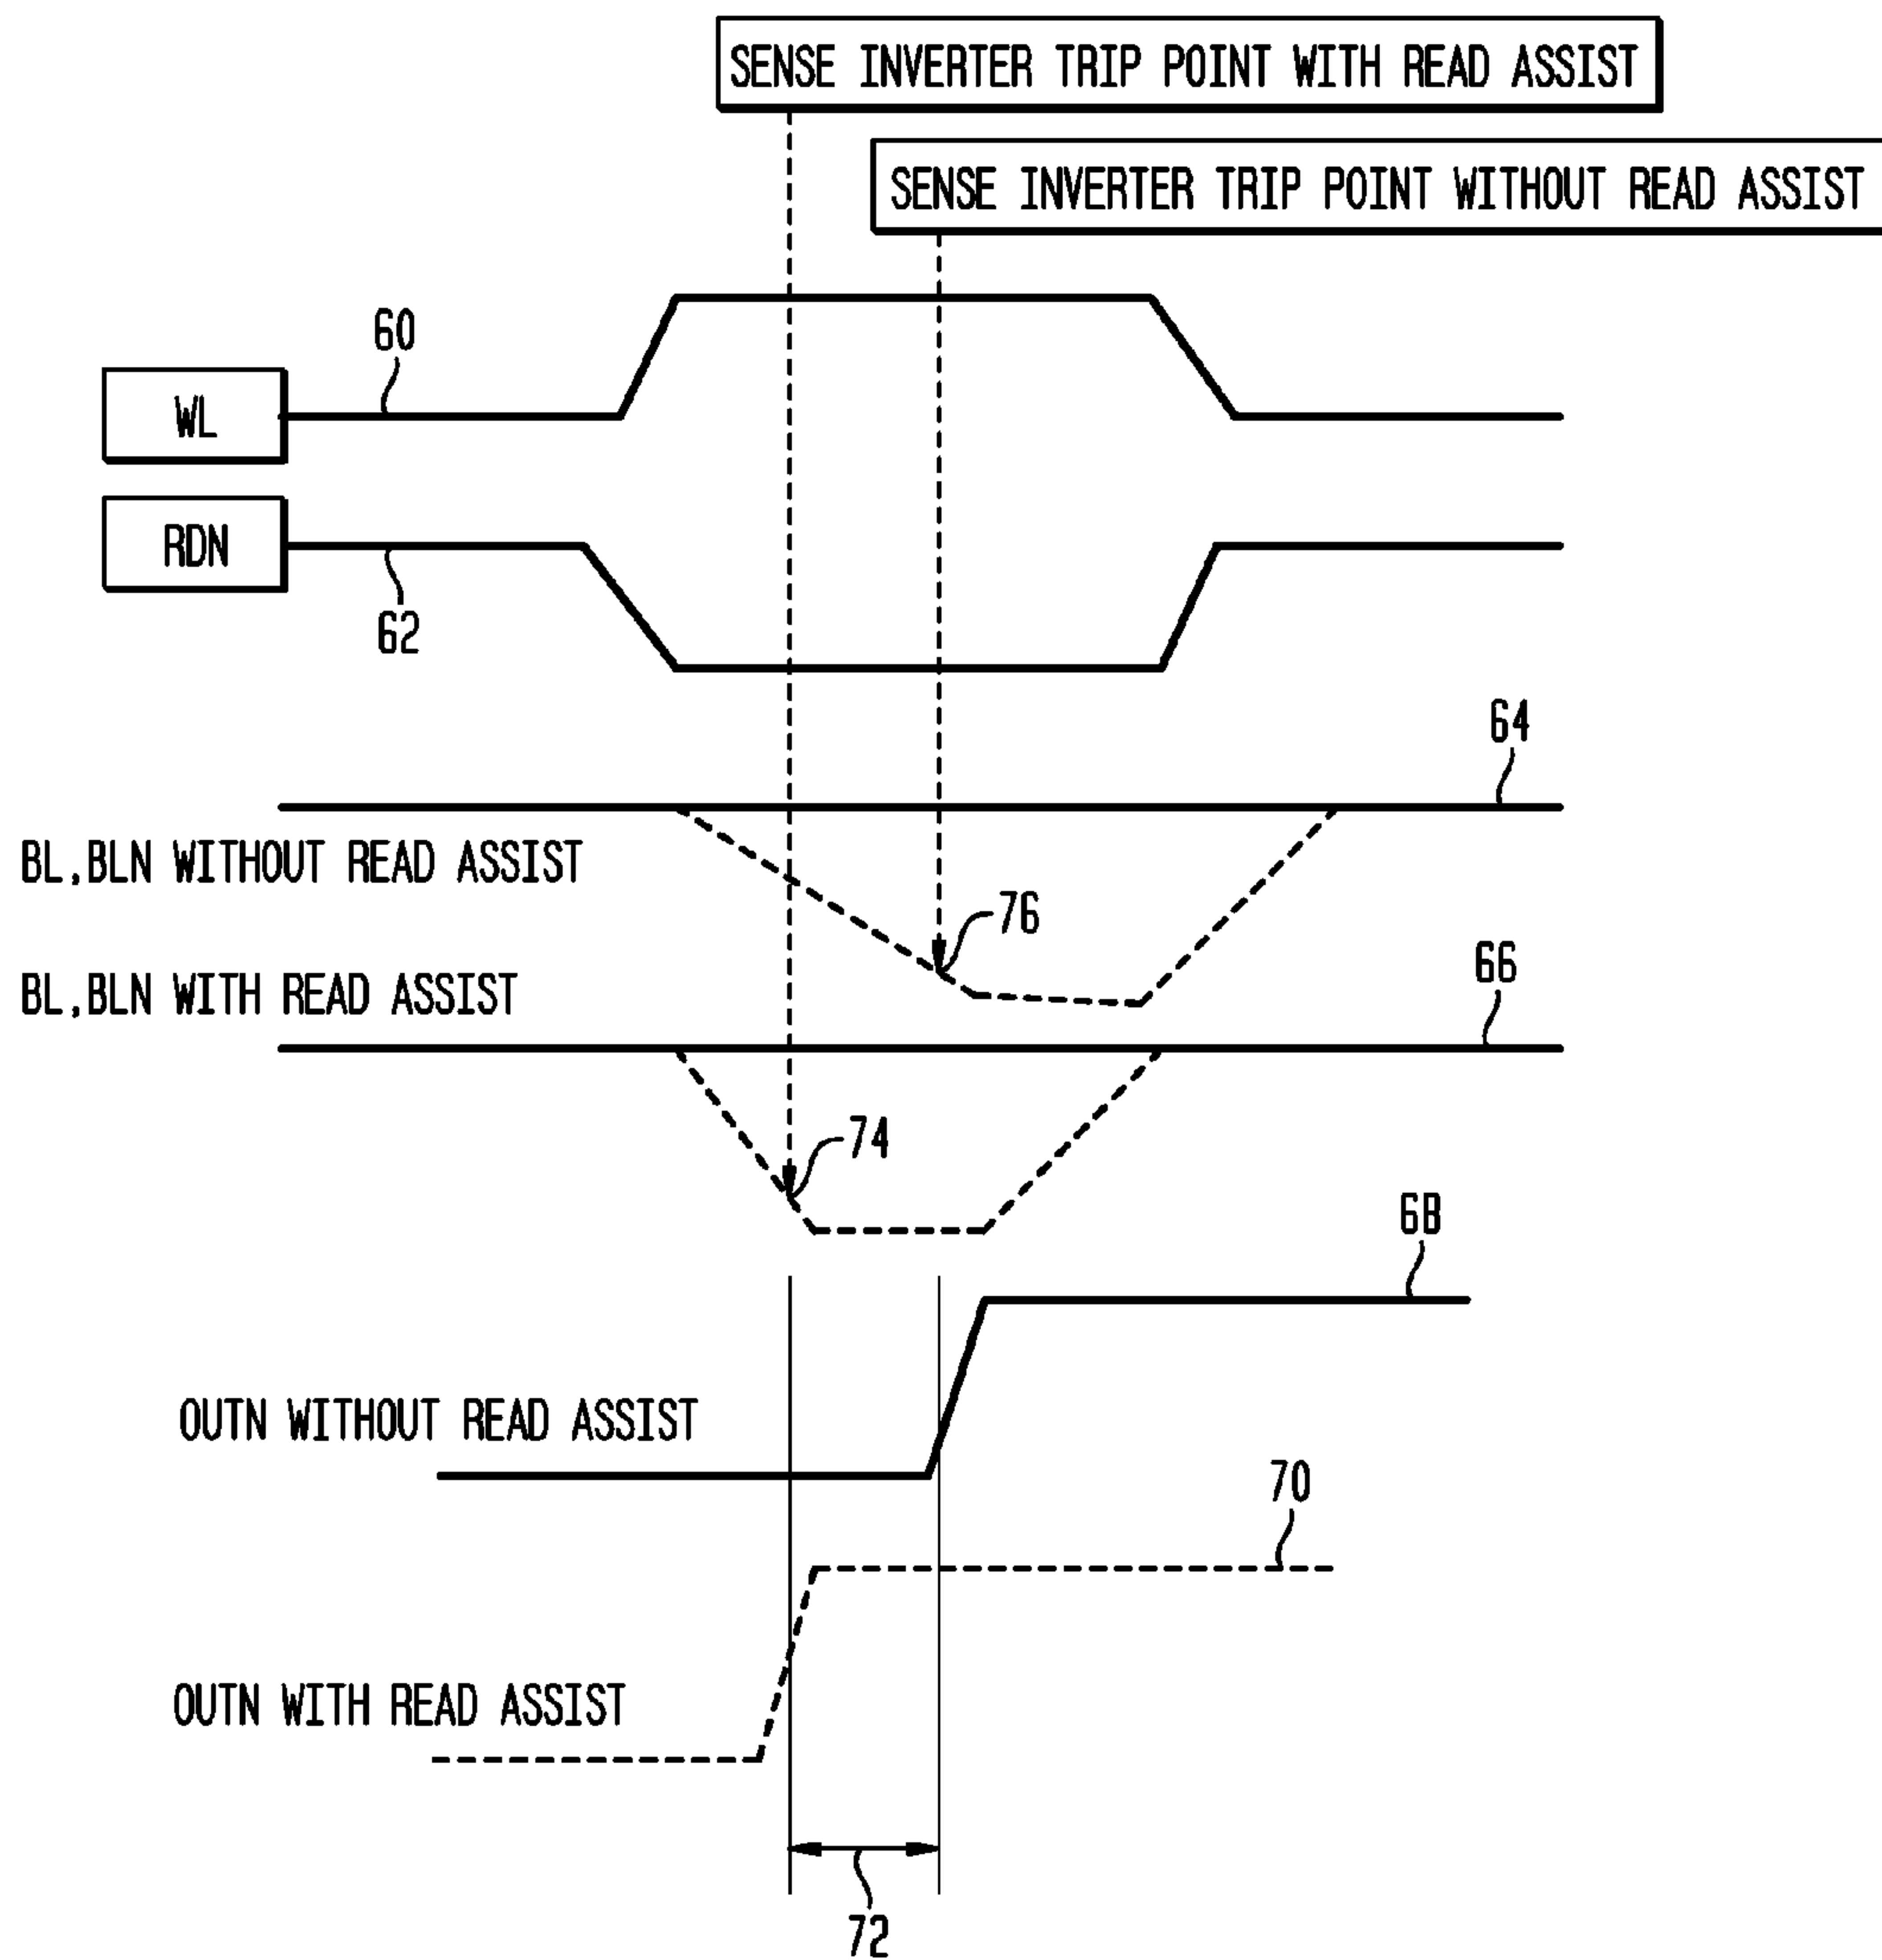 SENSE INVERTER TRIP POINT WITH READ ASSIST
SENSE INVERTER TRIP POINT WITHOUT READ ASSIST
60
WL
RDN
62
64
BL,BLN WITHOUT READ ASSIST
76
66
BL,BLN WITH READ ASSIST
74
68
OUTN WITHOUT READ ASSIST
70
OUTN WITH READ ASSIST
72